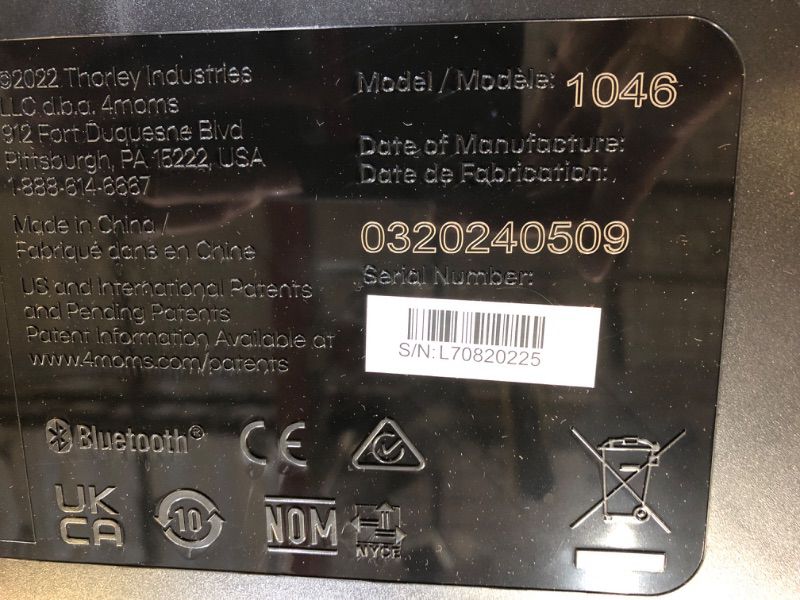 ©2022 Thorley Industries
LLC d.b.a. 4moms
912 Fort Duquesne Blvd
Pittsburgh, PA 15222, USA
1-888-614-6667
Made in China /
Fabriqué dans en Chine
US and International Patents
and Pending Patents
Patent Information Available at
www.4moms.com/patents
Model / Modèle: 1046
Date of Manufacture:
Date de Fabrication:
0320240509
Serial Number:
S/N: L70820225
Bluetooth®
CE
UK
CA
10
NOM
NYCE